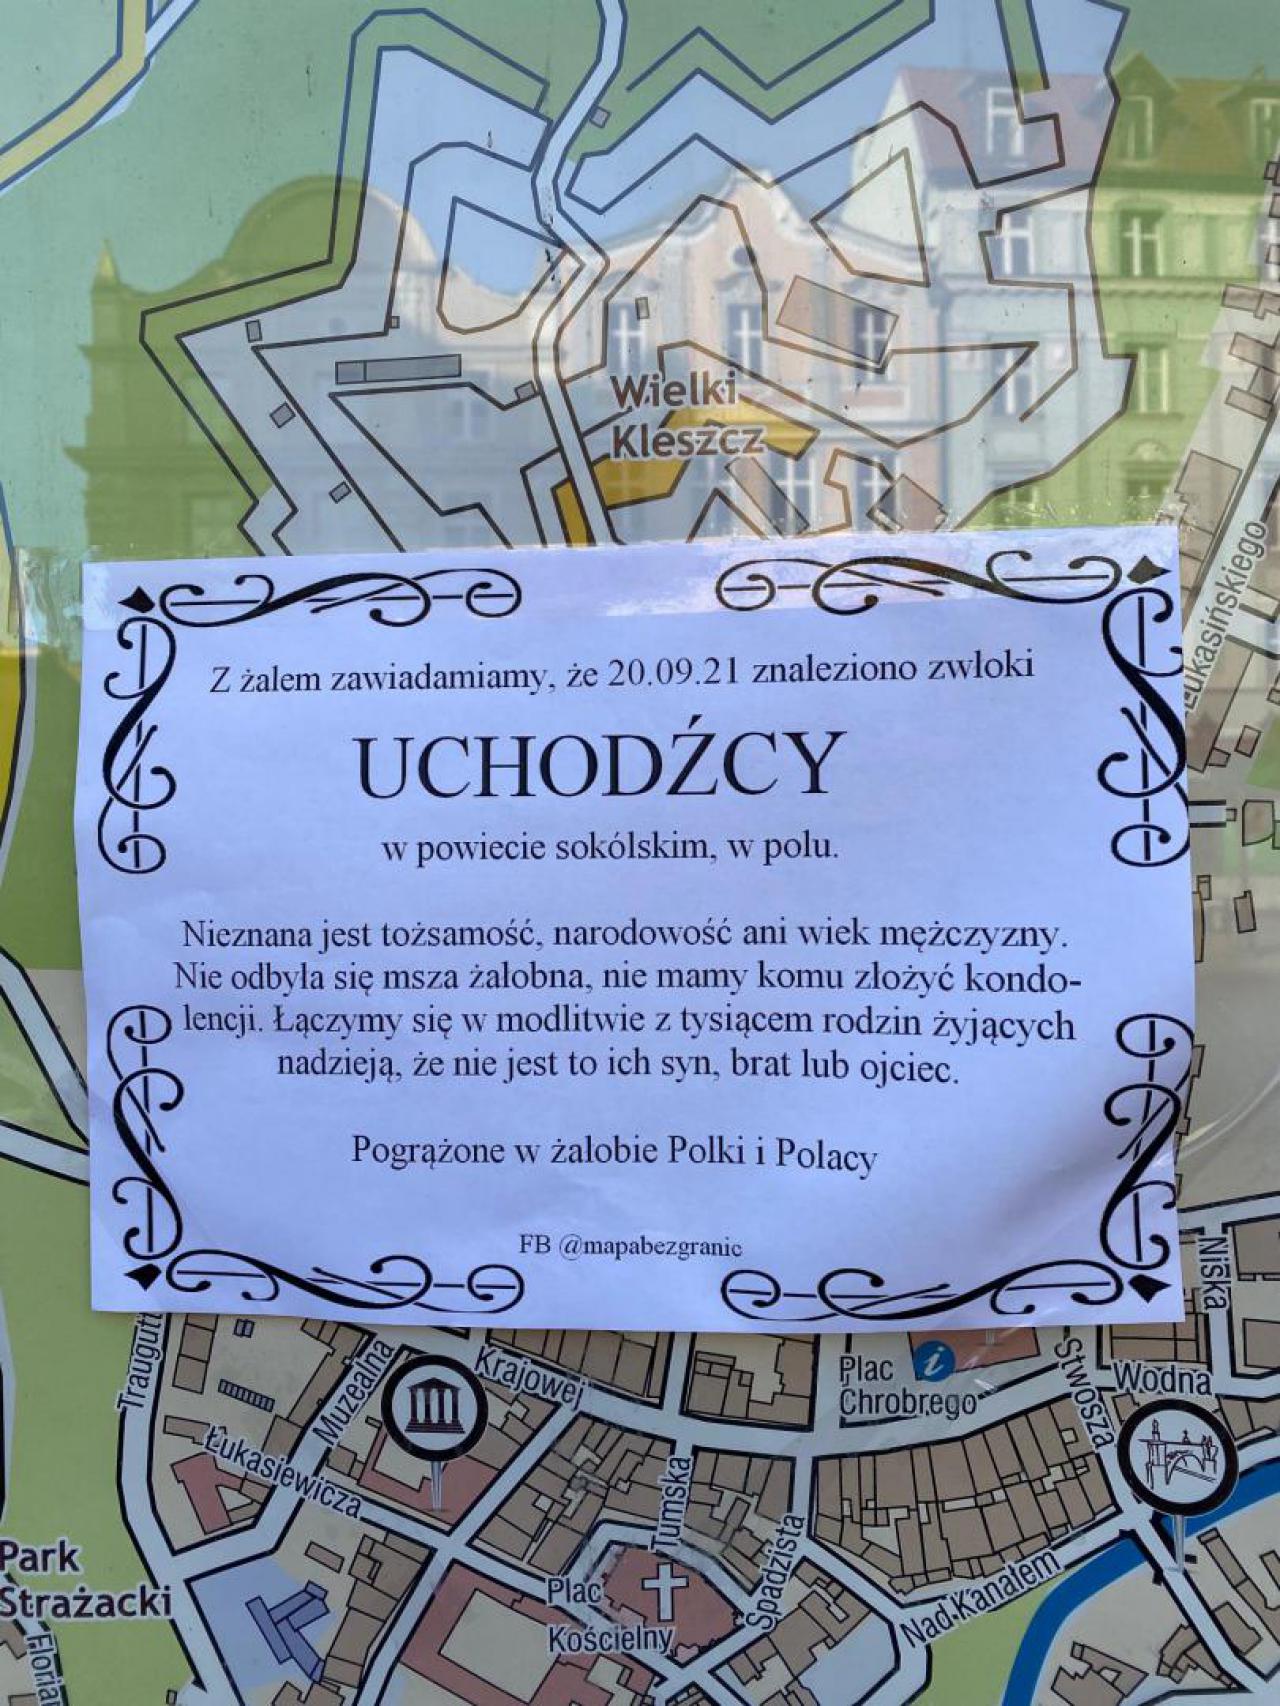 Wielki
Kleszcz
Łukasińskiego
Z żalem zawiadamiamy, że 20.09.21 znaleziono zwłoki
UCHODŹCY
w powiecie sokólskim, w polu.
Nieznana jest tożsamość, narodowość ani wiek mężczyzny.
Nie odbyła się msza żałobna, nie mamy komu złożyć kondo-
lencji. Łączymy się w modlitwie z tysiącem rodzin żyjących
nadzieją, że nie jest to ich syn, brat lub ojciec.
Pogrążone w żałobie Polki i Polacy
FB @mapabezgranic
Niska
Traugutt
Muzealna
Krajowej
Plac
Chrobrego
i
Stwosza
Wodna
Łukasiewicza
Tumska
Spadzista
Nad Kanałem
Park
Strażacki
Plac
Kościelny
Florian